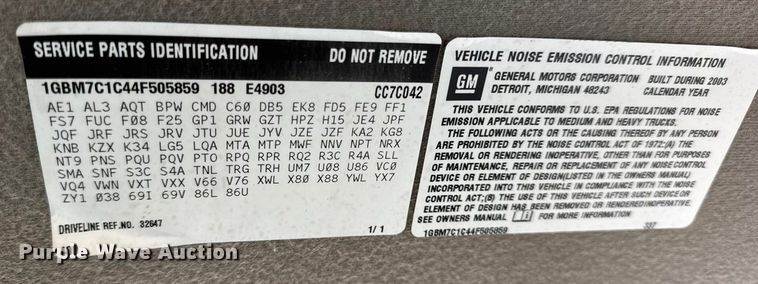 SERVICE PARTS IDENTIFICATION DO NOT REMOVE
1GBM7C1C44F505859 188 E4903 CC7C042
AE1 AL3 AQT BPW CMD C60 DB5 EK8 FD5 FE9 FF1
FS7 FUC F08 F25 GP1 GRW GZT HPZ H15 JE4 JPF
JQF JRF JRS JRV JTU JUE JYV JZE JZF KA2 KG8
KNB KZX K34 LG5 LQA MTA MTP MWF NNV NPT NRX
NT9 PNS PQU PQV PTO RPQ RPR RQ2 R3C R4A SLL
SMA SNF S3C S4A TNL TRG TRH UM7 U08 U86 VC0
VQ4 VWN VXT VXX V66 V76 XWL X80 X88 YWL YX7
ZY1 038 69I 69V 86L 86U
DRIVELINE REF.NO. 32647 1/1
VEHICLE NOISE EMISSION CONTROL INFORMATION
GM
GENERAL MOTORS CORPORATION BUILT DURING 2003
DETROIT, MICHIGAN 48243 CALENDAR YEAR
THIS VEHICLE CONFORMS TO U.S. EPA REGULATIONS FOR NOISE
EMISSION APPLICABLE TO MEDIUM AND HEAVY TRUCKS.
THE FOLLOWING ACTS OR THE CAUSING THEREOF BY ANY PERSON
ARE PROHIBITED BY THE NOISE CONTROL ACT OF 1972:(A) THE
REMOVAL OR RENDERING INOPERATIVE, OTHER THAN FOR PURPOSES
OF MAINTENANCE, REPAIR OR REPLACEMENT OF ANY NOISE CONTROL
DEVICE OR ELEMENT OF DESIGN(LISTED IN THE OWNERS MANUAL)
INCORPORATED INTO THIS VEHICLE IN COMPLIANCE WITH THE NOISE
CONTROL ACT;(B) THE USE OF THIS VEHICLE AFTER SUCH DEVICE OR
ELEMENT OF DESIGN HAS BEEN REMOVED OR RENDERED INOPERATIVE.
SEE OWNERS MANUAL FOR MORE INFORMATION
1GBM7C1C44F505859 337
Purple Wave Auction